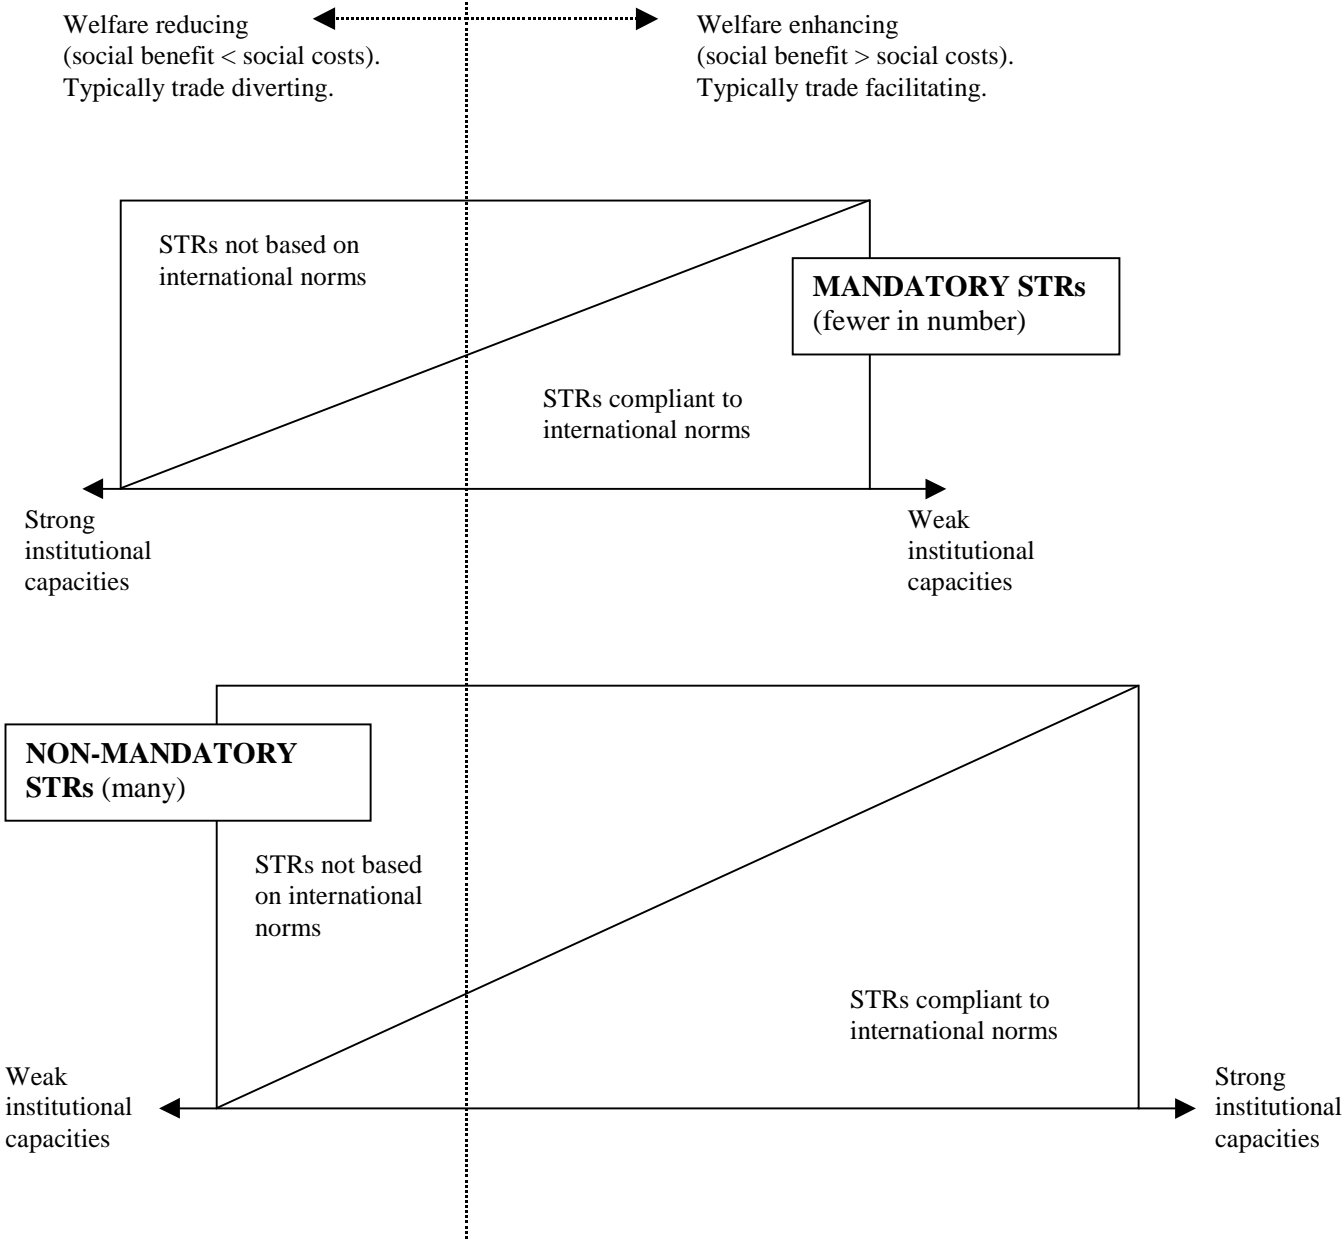 Welfare reducing
(social benefit < social costs).
Typically trade diverting.
Welfare enhancing
(social benefit > social costs).
Typically trade facilitating.
STRs not based on
international norms
MANDATORY STRs
(fewer in number)
STRs compliant to
international norms
Strong
institutional
capacities
Weak
institutional
capacities
NON-MANDATORY
STRs (many)
STRs not based
on international
norms
STRs compliant to
international norms
Weak
institutional
capacities
Strong
institutional
capacities